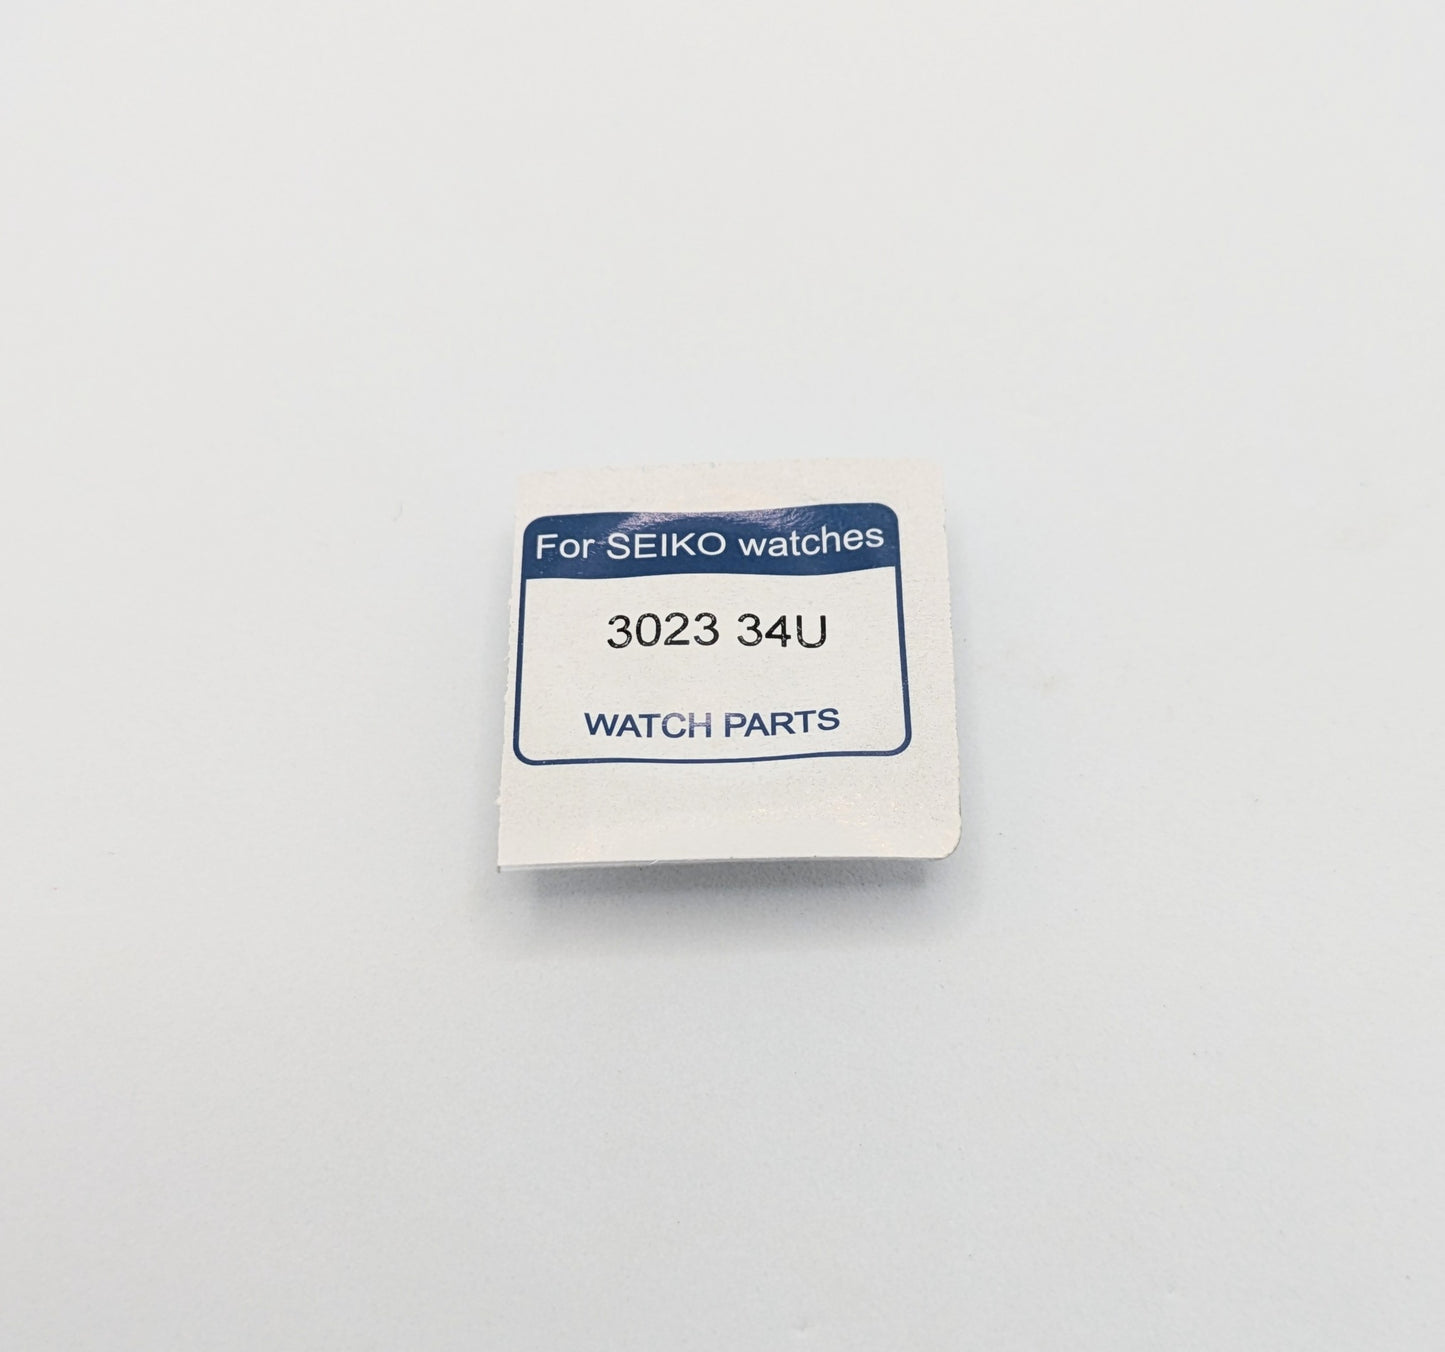 For SEIKO watches
3023 34U
WATCH PARTS